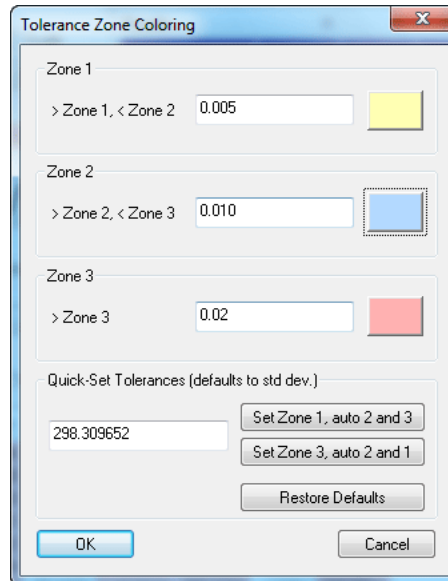 Tolerance Zone Coloring
Zone 1
> Zone 1, < Zone 2 0.005
Zone 2
> Zone 2, < Zone 3 0.010
Zone 3
> Zone 3 0.02
Quick-Set Tolerances (defaults to std dev.)
298.309652
Set Zone 1, auto 2 and 3
Set Zone 3, auto 2 and 1
Restore Defaults
OK Cancel